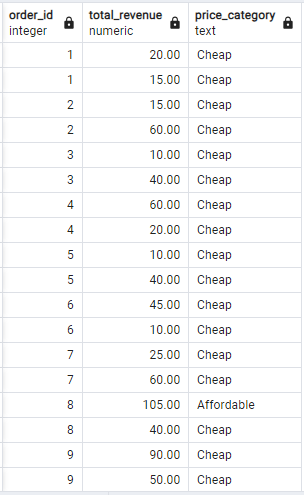 order_id total_revenue price_category
integer numeric text
1 20.00 Cheap
1 15.00 Cheap
2 15.00 Cheap
2 60.00 Cheap
3 10.00 Cheap
3 40.00 Cheap
4 60.00 Cheap
4 20.00 Cheap
5 10.00 Cheap
5 40.00 Cheap
6 45.00 Cheap
6 10.00 Cheap
7 25.00 Cheap
7 60.00 Cheap
8 105.00 Affordable
8 40.00 Cheap
9 90.00 Cheap
9 50.00 Cheap